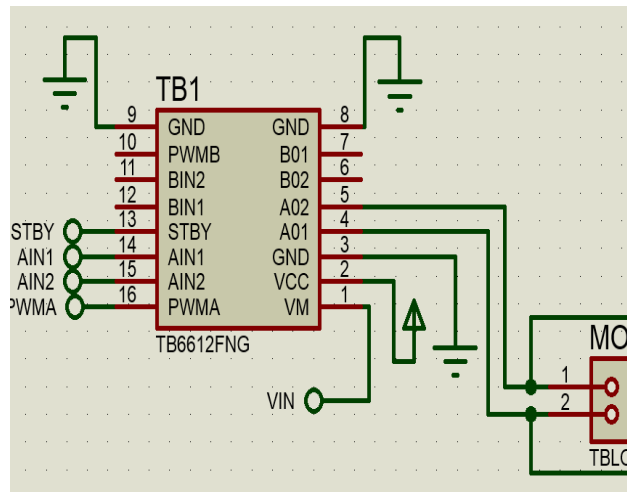 TB1
9 GND GND 8
10 PWMB B01 7
11 BIN2 B02 6
12 BIN1 A02 5
STBY 13 STBY A01 4
AIN1 14 AIN1 GND 3
AIN2 15 AIN2 VCC 2
PWMA 16 PWMA VM 1
TB6612FNG
MO
1
2
VIN
TBLO